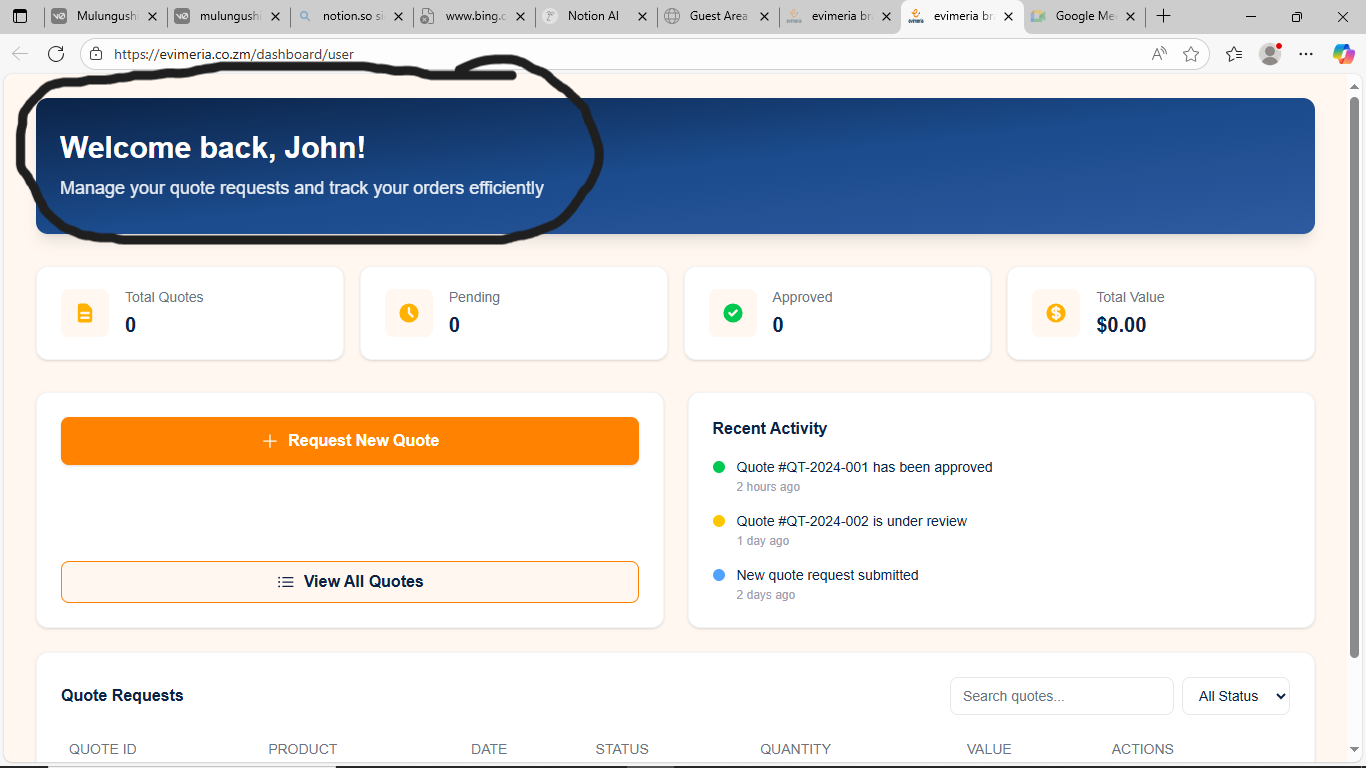 Mulungushi
mulungushi
notion.so si
www.bing.c
Notion AI
Guest Area
evimeria br
evimeria br
Google Me
https://evimeria.co.zm/dashboard/user
Welcome back, John!
Manage your quote requests and track your orders efficiently
Total Quotes
0
Pending
0
Approved
0
Total Value
$0.00
Request New Quote
View All Quotes
Recent Activity
Quote #QT-2024-001 has been approved
2 hours ago
Quote #QT-2024-002 is under review
1 day ago
New quote request submitted
2 days ago
Quote Requests
Search quotes...
All Status
QUOTE ID PRODUCT DATE STATUS QUANTITY VALUE ACTIONS